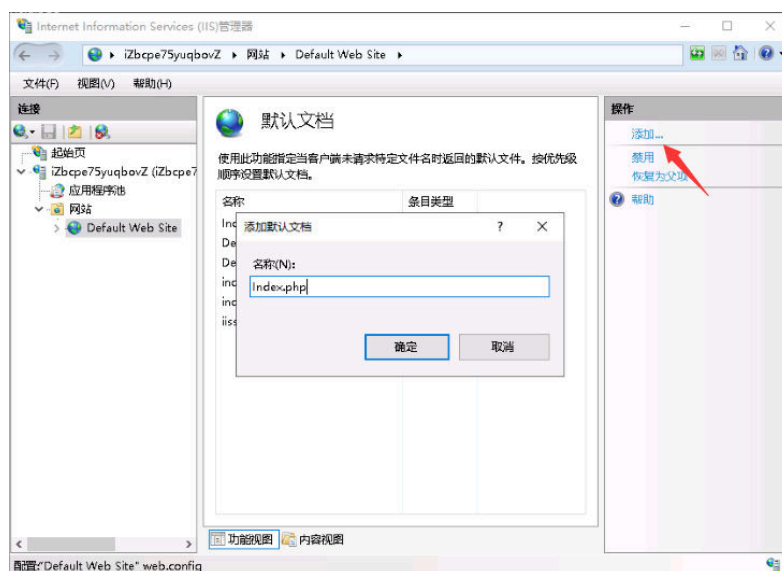 Internet Information Services (IIS)管理器
iZbcpe75yuqbovZ 网站 Default Web Site
文件(F) 视图(V) 帮助(H)
连接
起始页
iZbcpe75yuqbovZ (iZbcpe7
应用程序池
网站
Default Web Site
默认文档
使用此功能指定当客户端未请求特定文件名时返回的默认文件。按优先级
顺序设置默认文档。
名称 条目类型
Inc
De
De
inc
inc
iiss
添加默认文档
名称(N):
Index.php
确定 取消
功能视图 内容视图
操作
添加...
禁用
恢复为父项
帮助
配置:"Default Web Site" web.config